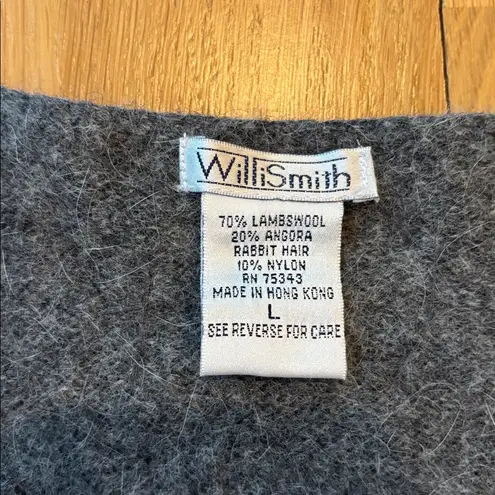 WilliSmith
70% LAMBSWOOL
20% ANGORA
RABBIT HAIR
10% NYLON
RN 75343
MADE IN HONG KONG
L
SEE REVERSE FOR CARE